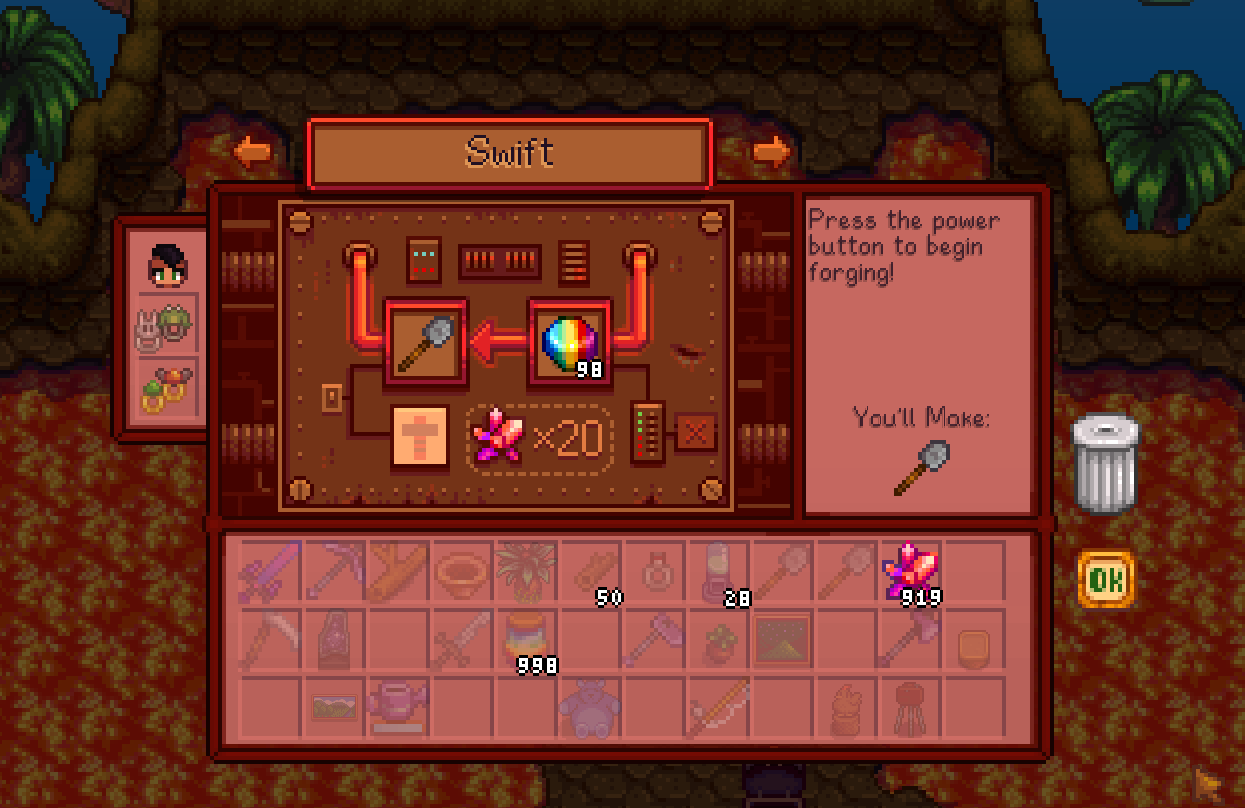 Swift
Press the power
button to begin
forging!
98
×20
You'll Make:
50
28
919
OK
998